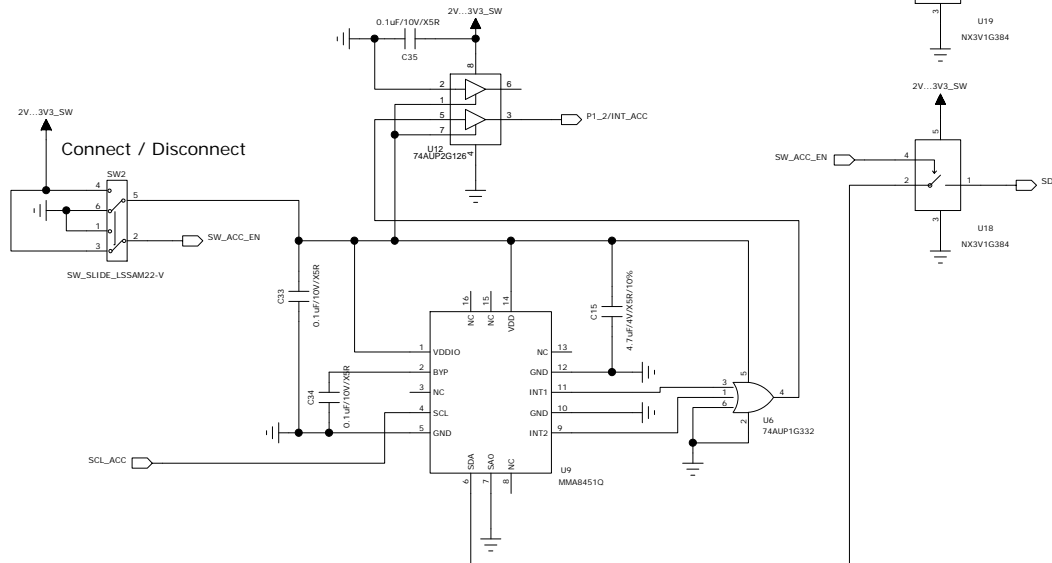 2V...3V3_SW
0.1uF/10V/X5R
C35
8
2
6
1
5
3
P1_2/INT_ACC
7
U12
4
74AUP2G126
3
U19
NX3V1G384
2V...3V3_SW
5
SW_ACC_EN
4
2
1
SD
3
U18
NX3V1G384
2V...3V3_SW
Connect / Disconnect
SW2
4
5
6
1
2
SW_ACC_EN
3
SW_SLIDE_LSSAM22-V
C33
0.1uF/10V/X5R
C34
0.1uF/10V/X5R
C15
4.7uF/4V/X5R/10%
16
15
14
NC
NC
VDD
1
VDDIO
NC
13
2
BYP
GND
12
3
NC
INT1
11
4
SCL
GND
10
5
GND
INT2
9
SDA
SAO
NC
6
7
8
U9
MMA8451Q
SCL_ACC
5
3
1
6
4
2
U6
74AUP1G332